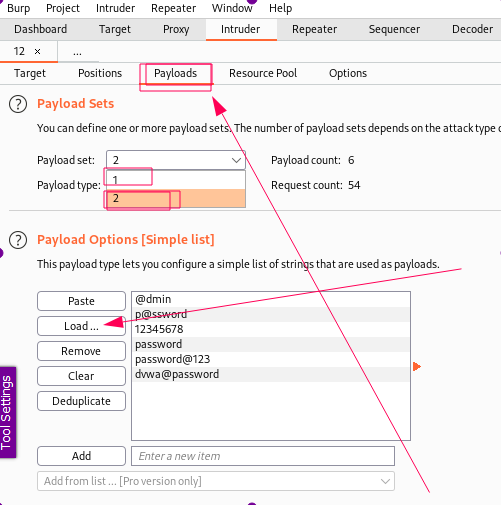 Burp Project Intruder Repeater Window Help
Dashboard Target Proxy Intruder Repeater Sequencer Decoder
12 × ...
Target Positions Payloads Resource Pool Options
? Payload Sets
You can define one or more payload sets. The number of payload sets depends on the attack type
Payload set: 2 Payload count: 6
Payload type: 1 Request count: 54
2
? Payload Options [Simple list]
This payload type lets you configure a simple list of strings that are used as payloads.
Paste @dmin
p@ssword
Load ... 12345678
Remove password
password@123
Clear dvwa@password
Deduplicate
Add Enter a new item
Add from list ... [Pro version only]
Tool Settings